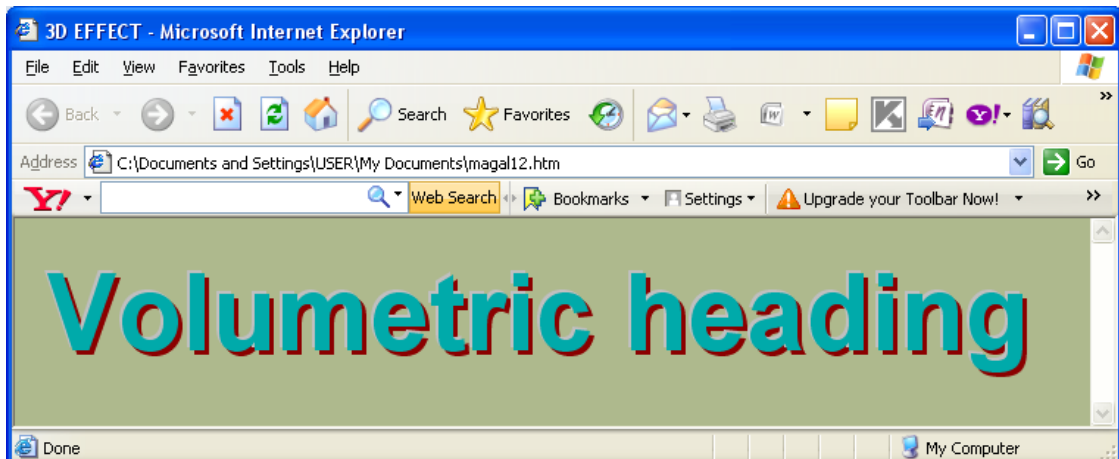 3D EFFECT - Microsoft Internet Explorer
File Edit View Favorites Tools Help
Back Search Favorites
Address C:\Documents and Settings\USER\My Documents\magal12.htm Go
Y! Web Search Bookmarks Settings Upgrade your Toolbar Now!
Volumetric heading
Done My Computer